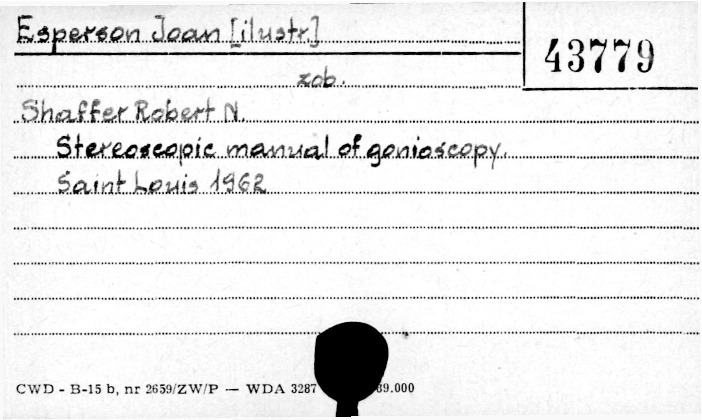 Esperson Joan [ilustr.]
43779
zob.
Shaffer Robert N.
Stereoscopic manual of gonioscopy.
Saint Louis 1962
CWD - B-15 b, nr 2659/ZW/P — WDA 3287 39.000